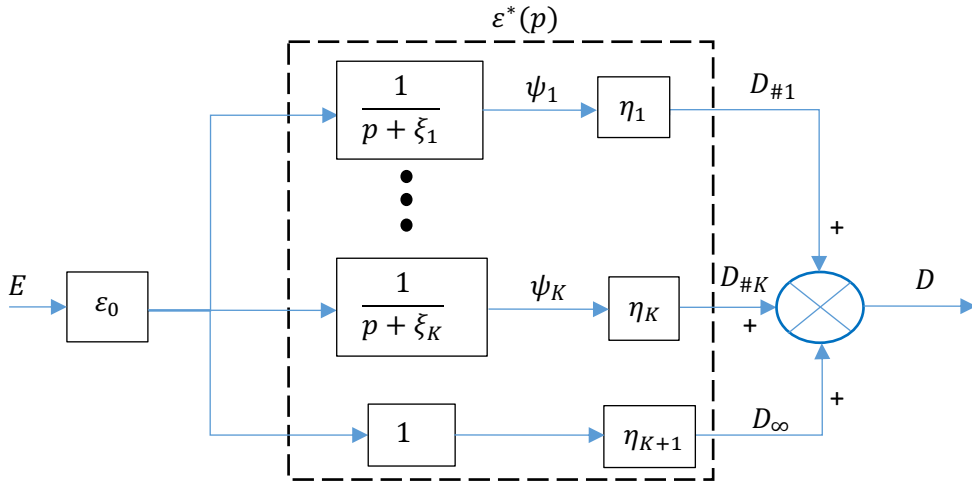 ε*(p)
1
p + ξ₁
ψ₁
η₁
D#1
+
E
ε₀
1
p + ξK
ψK
ηK
D#K
+
D
1
ηK+1
D∞
+